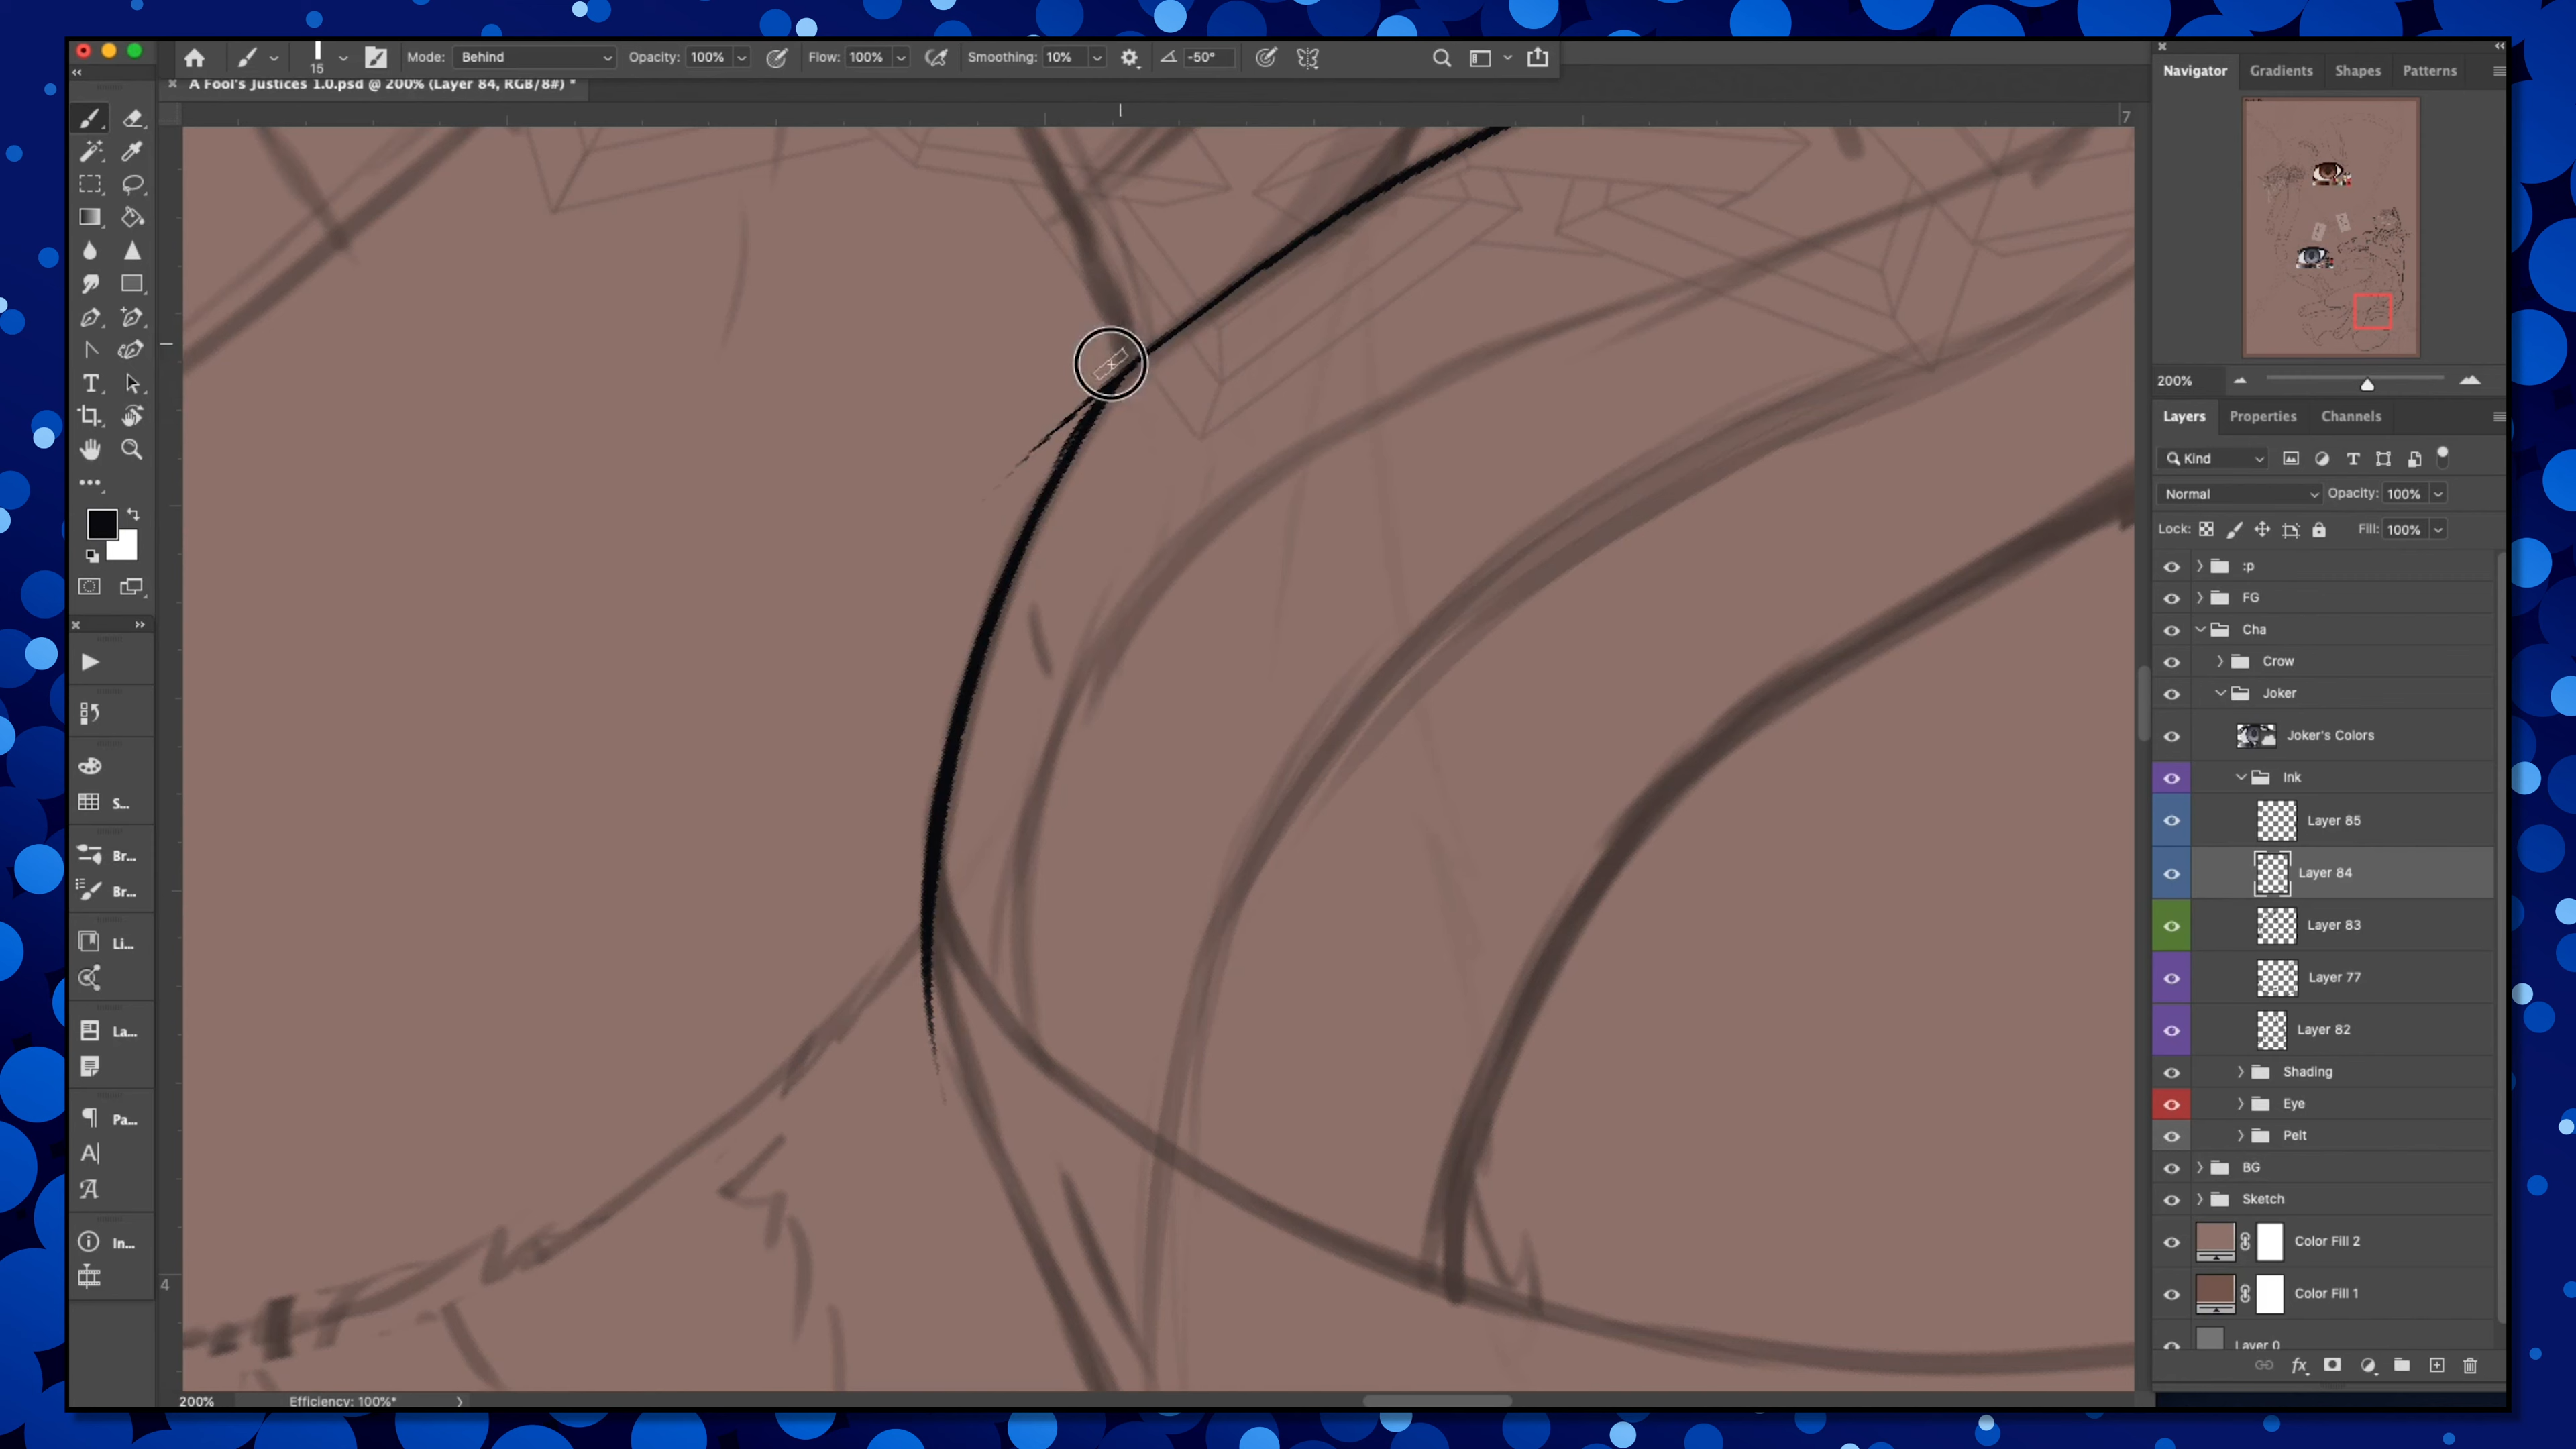 15
Mode: Behind
Opacity: 100%
Flow: 100%
Smoothing: 10%
-50°
A Fool's Justices 1.0.psd @ 200% (Layer 84, RGB/8#) *
7
4
S...
Br...
Br...
Li...
La...
Pa...
In...
200%
Efficiency: 100%*
Navigator Gradients Shapes Patterns
200%
Layers Properties Channels
Kind
Normal Opacity: 100%
Lock: Fill: 100%
:p
FG
Cha
Crow
Joker
Joker's Colors
Ink
Layer 85
Layer 84
Layer 83
Layer 77
Layer 82
Shading
Eye
Pelt
BG
Sketch
Color Fill 2
Color Fill 1
Layer 0